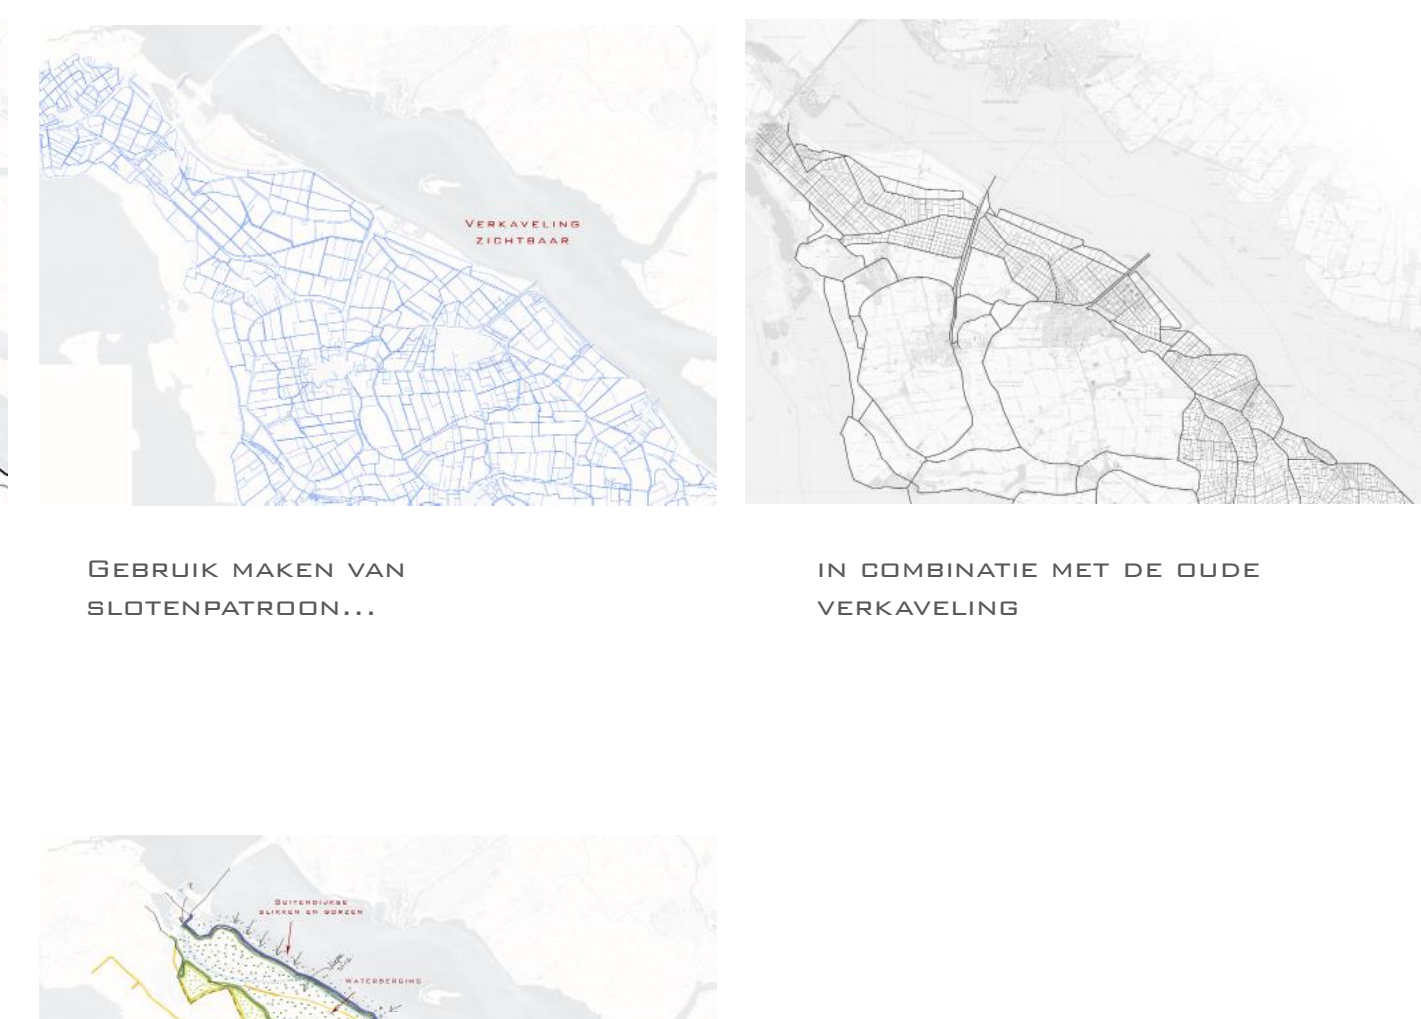 Verkaveling
zichtbaar
Gebruik maken van
slotenpatroon...
in combinatie met de oude
verkaveling
Buitendijkse
slikken en gorzen
waterberging